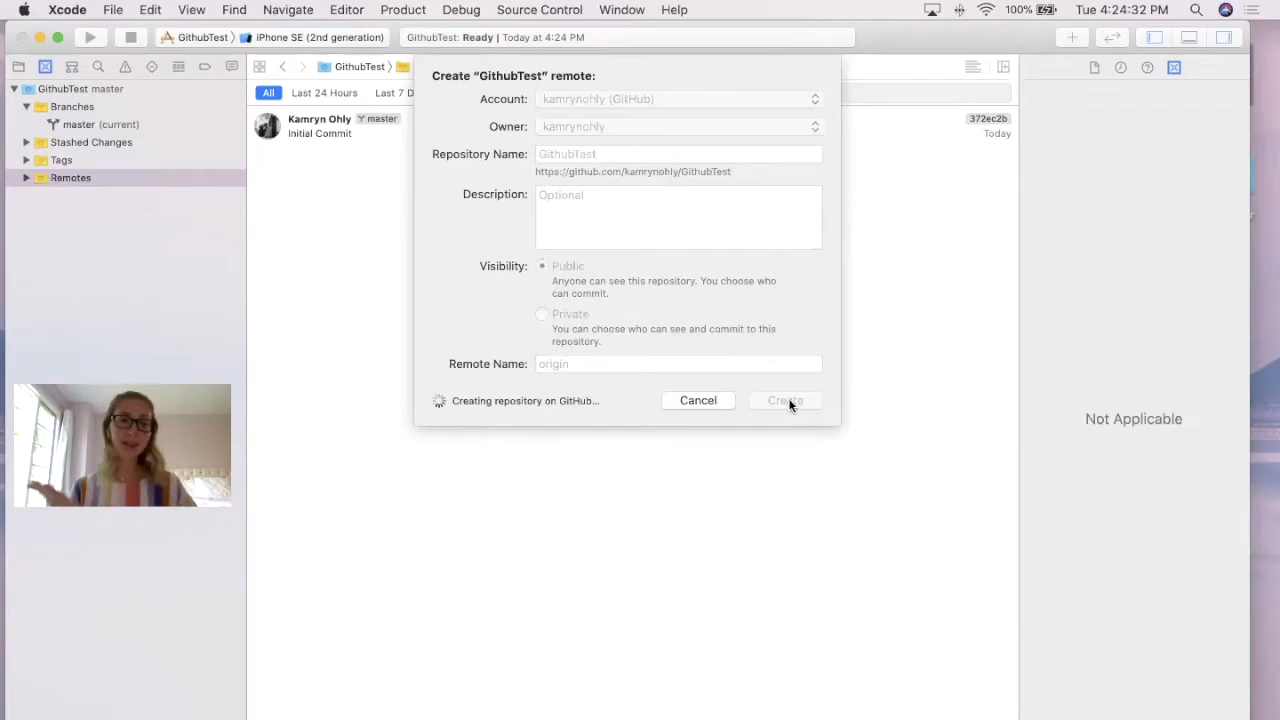 Xcode File Edit View Find Navigate Editor Product Debug Source Control Window Help 100% Tue 4:24:32 PM
GithubTest iPhone SE (2nd generation) GithubTest: Ready | Today at 4:24 PM
GithubTest
GithubTest master
Branches
master (current)
Stashed Changes
Tags
Remotes
All Last 24 Hours Last 7 D
Kamryn Ohly master 372ec2b
Initial Commit Today
Create "GithubTest" remote:
Account: kamrynohly (GitHub)
Owner: kamrynohly
Repository Name: GithubTest
https://github.com/kamrynohly/GithubTest
Description: Optional
Visibility: Public
Anyone can see this repository. You choose who
can commit.
Private
You can choose who can see and commit to this
repository.
Remote Name: origin
Creating repository on GitHub... Cancel Create
Not Applicable